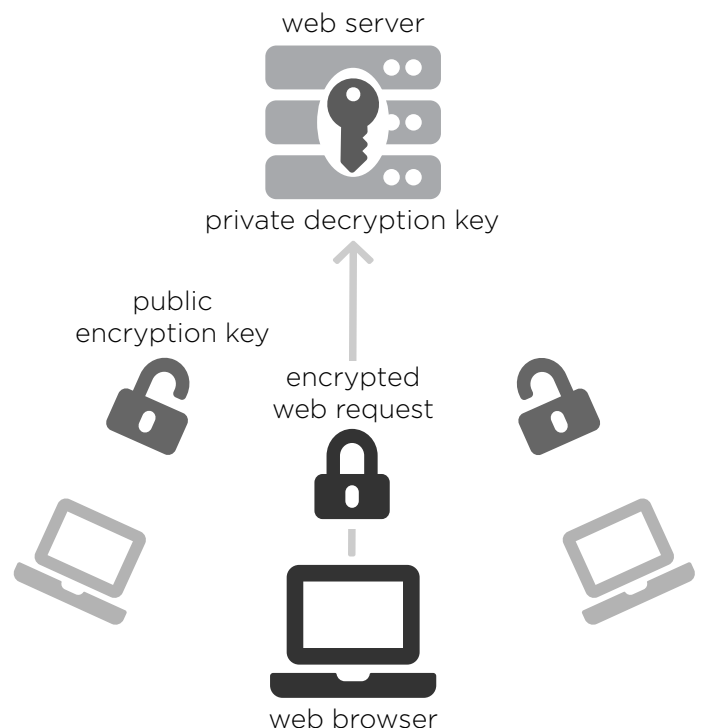 web server
private decryption key
public
encryption key
encrypted
web request
web browser